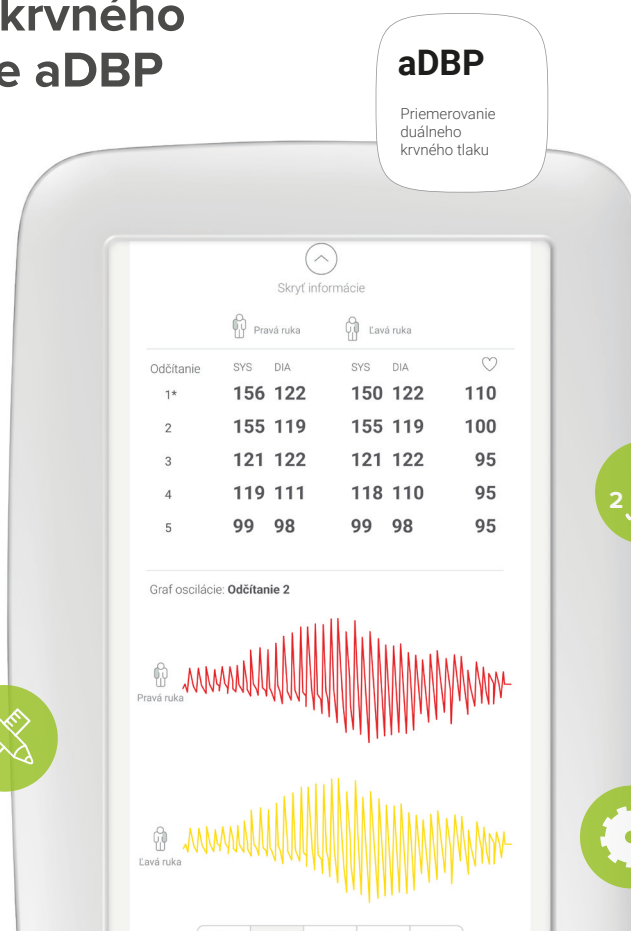 krvného
e aDBP
aDBP
Priemerovanie
duálneho
krvného tlaku
Skryť informácie
Pravá ruka Ľavá ruka
Odčítanie SYS DIA SYS DIA
1* 156 122 150 122 110
2 155 119 155 119 100
3 121 122 121 122 95
4 119 111 118 110 95
5 99 98 99 98 95
Graf oscilácie: Odčítanie 2
Pravá ruka
Ľavá ruka
2